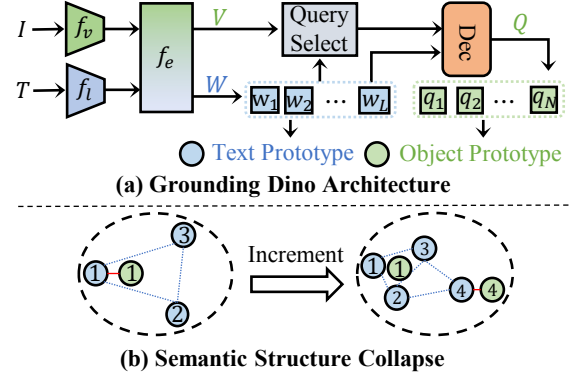 I f_v V Query Select Dec Q
T f_l f_e W w_1 w_2 ... w_L q_1 q_2 ... q_N
Text Prototype Object Prototype
(a) Grounding Dino Architecture
1 1 3 2 Increment 1 1 3 2 4 4
(b) Semantic Structure Collapse